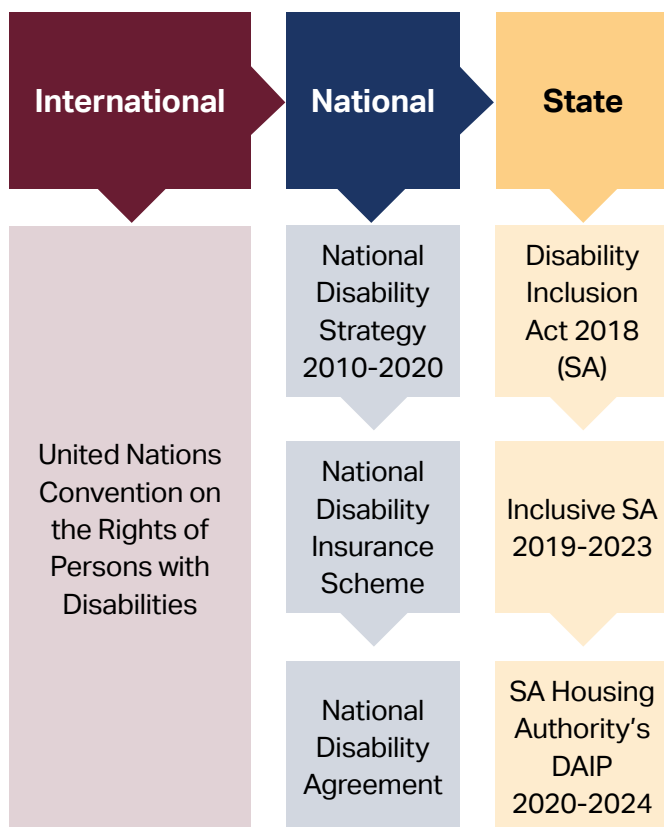 International
National
State
United Nations
Convention on
the Rights of
Persons with
Disabilities
National
Disability
Strategy
2010-2020
National
Disability
Insurance
Scheme
National
Disability
Agreement
Disability
Inclusion
Act 2018
(SA)
Inclusive SA
2019-2023
SA Housing
Authority’s
DAIP
2020-2024